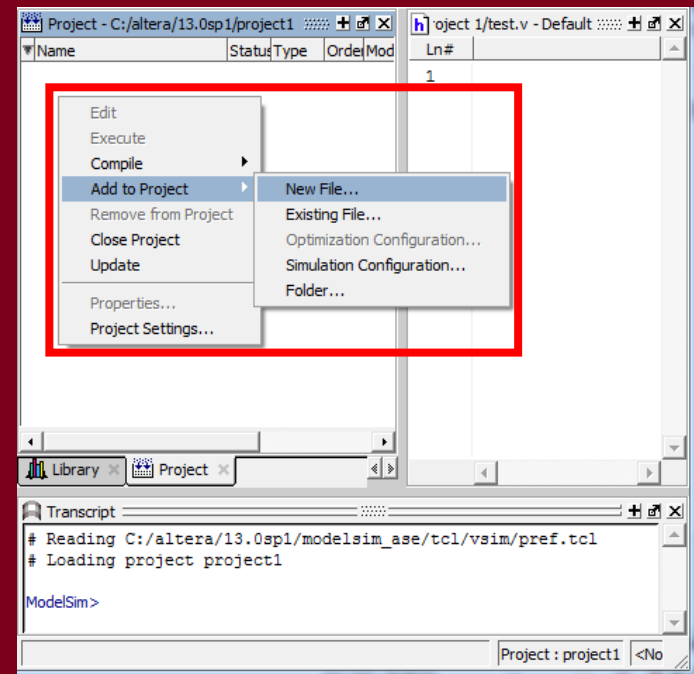 Project - C:/altera/13.0sp1/project1
Name Status Type Order Mod
Edit
Execute
Compile
Add to Project
Remove from Project
Close Project
Update
Properties...
Project Settings...
New File...
Existing File...
Optimization Configuration...
Simulation Configuration...
Folder...
Library
Project
h oject 1/test.v - Default
Ln#
1
Transcript
# Reading C:/altera/13.0sp1/modelsim_ase/tcl/vsim/pref.tcl
# Loading project project1
ModelSim>
Project : project1 <No